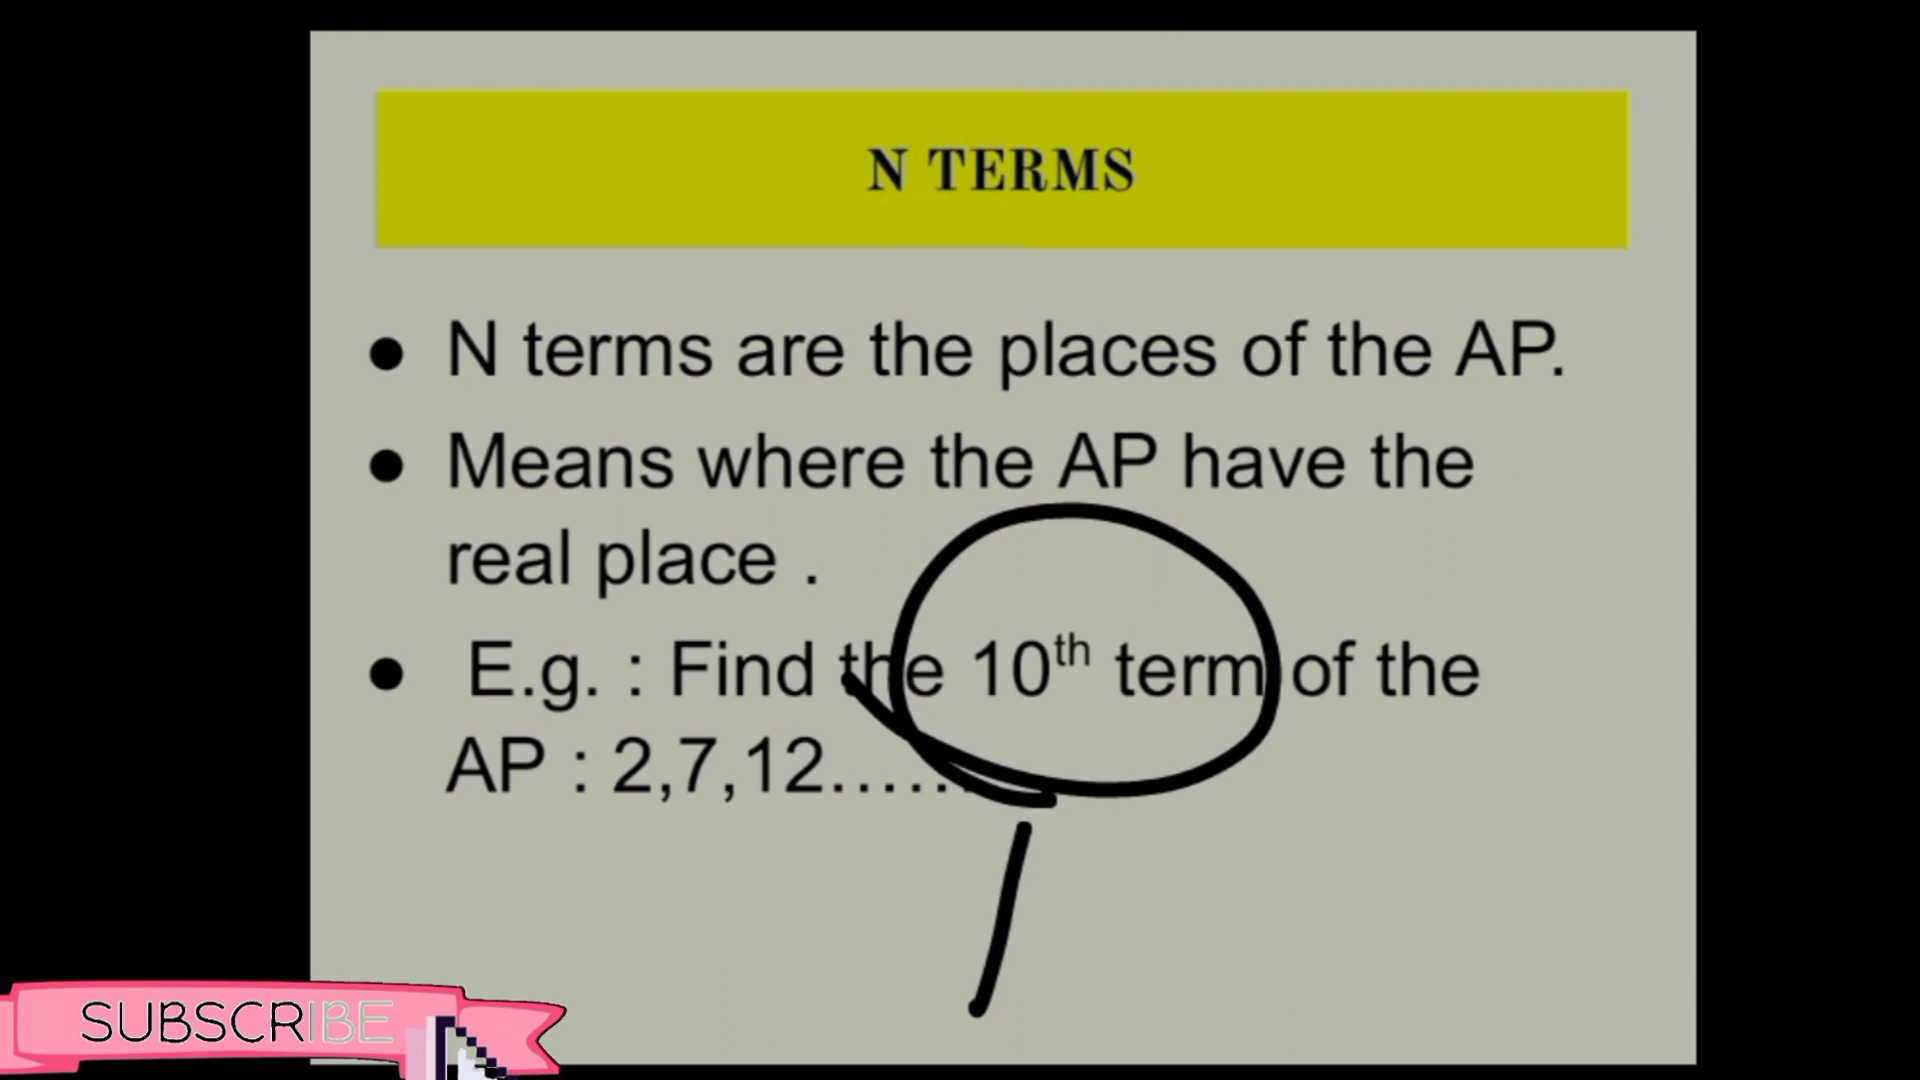 N TERMS
● N terms are the places of the AP.
● Means where the AP have the
real place .
● E.g. : Find the 10th term of the
AP : 2,7,12......
SUBSCRIBE